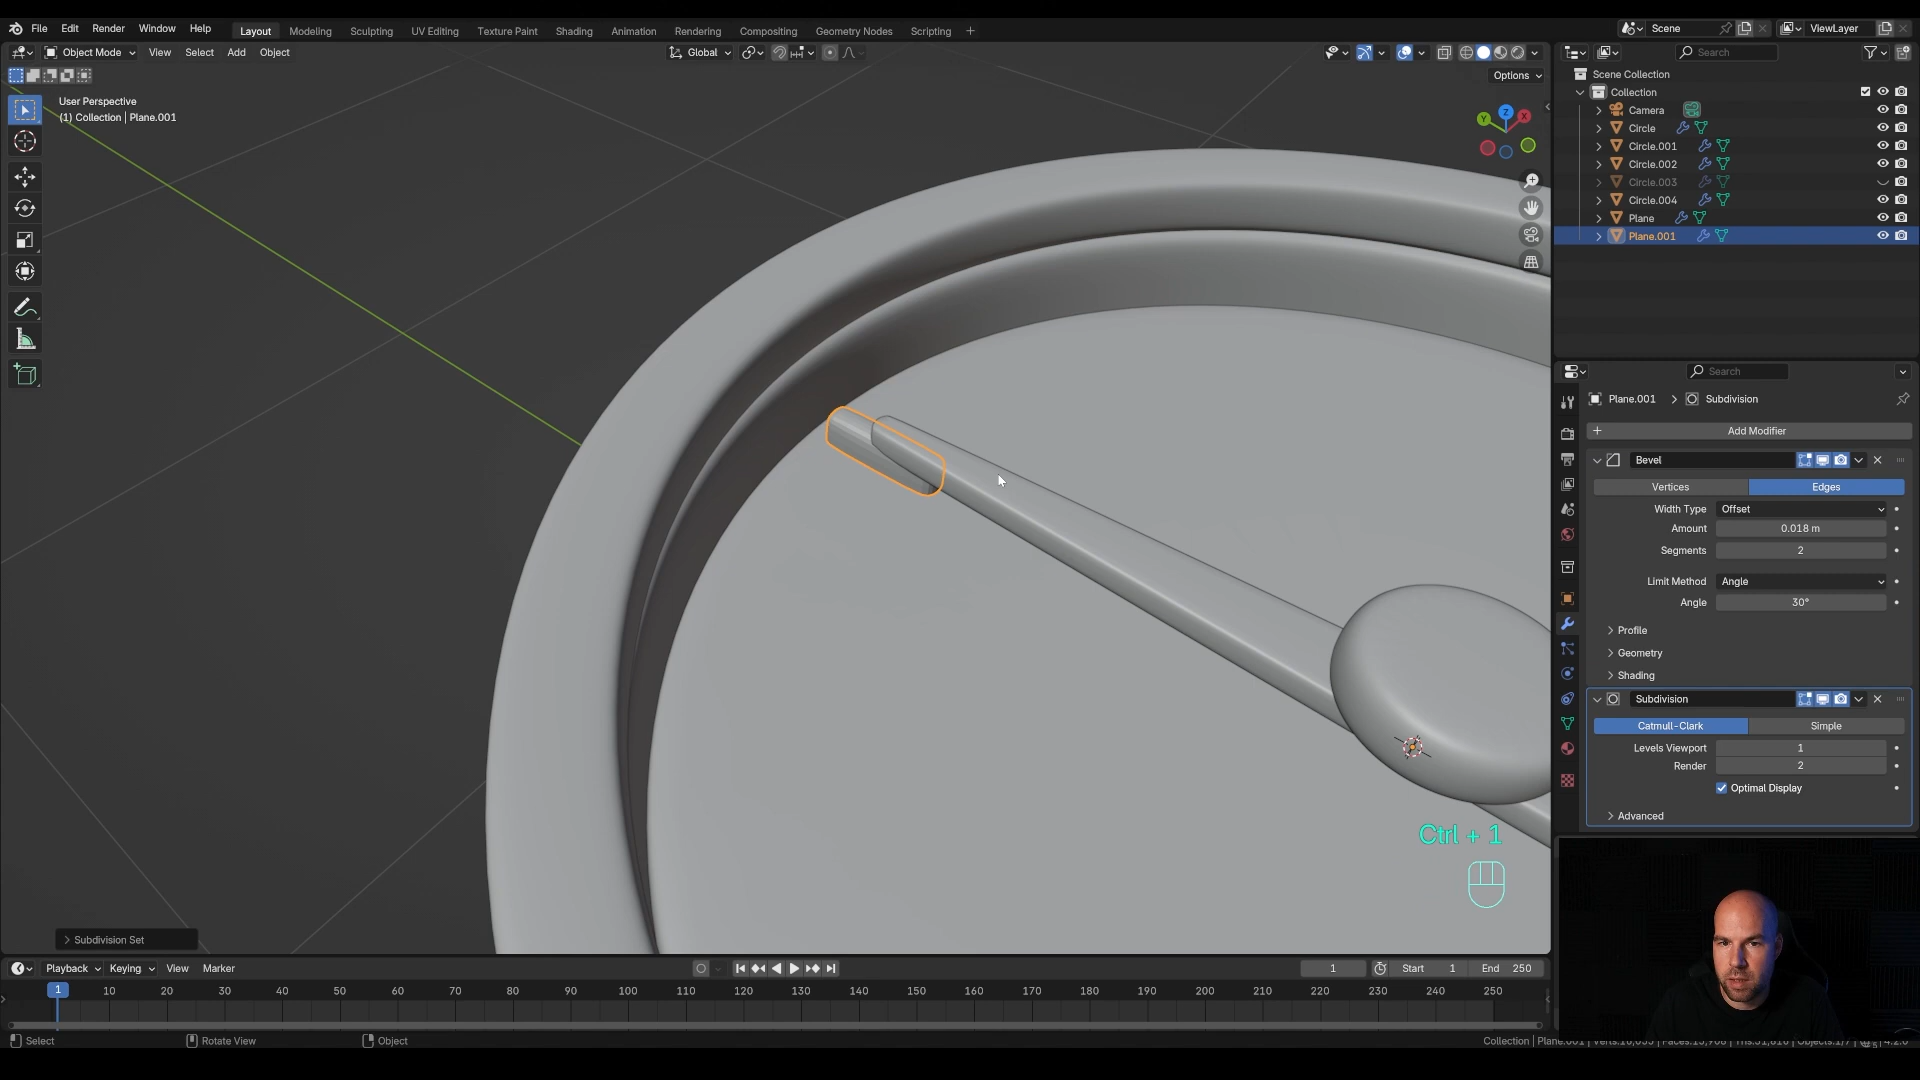 File Edit Render Window Help Layout Modeling Sculpting UV Editing Texture Paint Shading Animation Rendering Compositing Geometry Nodes Scripting Scene ViewLayer
Object Mode View Select Add Object Global Search
Options
User Perspective
(1) Collection | Plane.001
Scene Collection
Collection
Camera
Circle
Circle.001
Circle.002
Circle.003
Circle.004
Plane
Plane.001
Z
Y
X
Search
Plane.001 Subdivision
Add Modifier
Bevel
Vertices Edges
Width Type Offset
Amount 0.018 m
Segments 2
Limit Method Angle
Angle 30°
Profile
Geometry
Shading
Subdivision
Catmull-Clark Simple
Levels Viewport 1
Render 2
Optimal Display
Advanced
Ctrl + 1
Subdivision Set
Playback Keying View Marker 1 Start 1 End 250
1 10 20 30 40 50 60 70 80 90 100 110 120 130 140 150 160 170 180 190 200 210 220 230 240 250
Select Rotate View Object